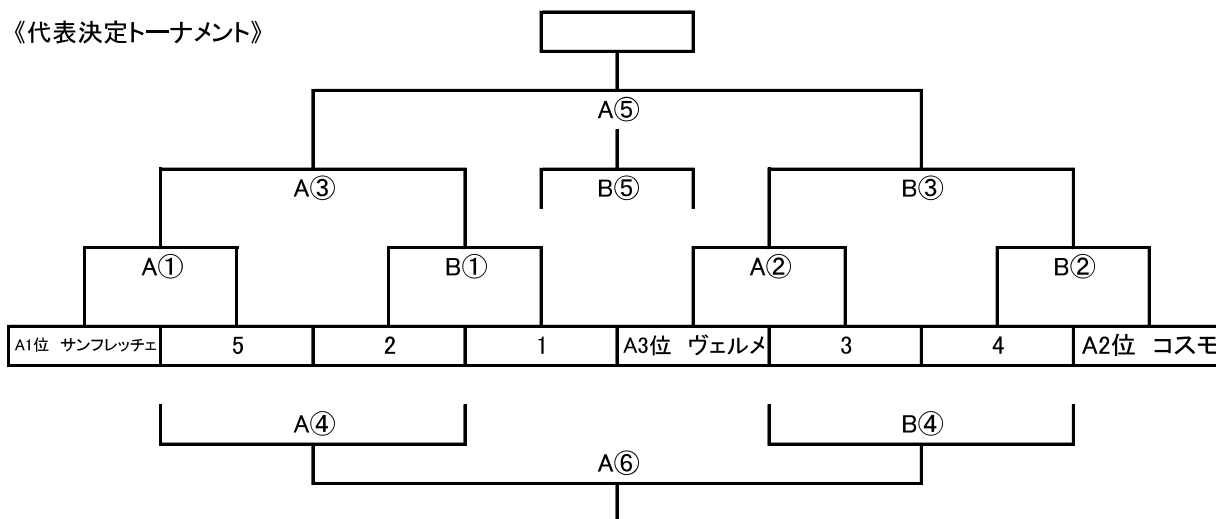 《代表決定トーナメント》
A⑤
A③ B⑤ B③
A① B① A② B②
A1位 サンフレッチェ 5 2 1 A3位 ヴェルメ 3 4 A2位 コスモ
A④ B④
A⑥